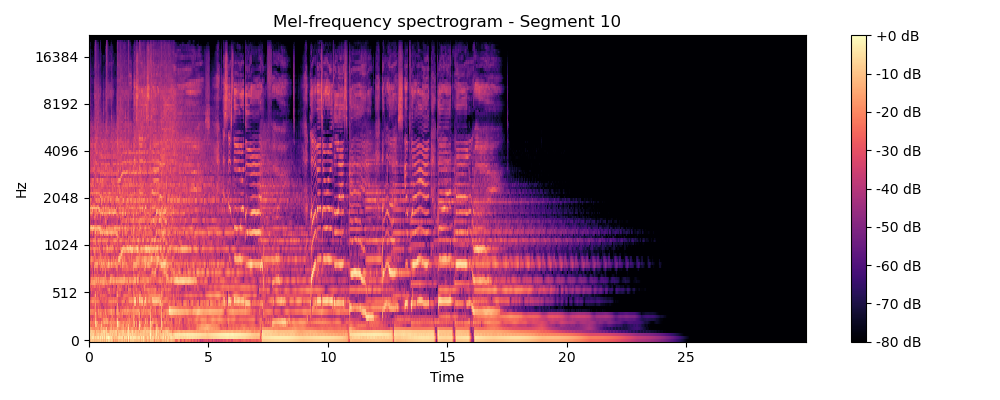 Mel-frequency spectrogram - Segment 10
Hz
16384
8192
4096
2048
1024
512
0
0 5 10 15 20 25
Time
+0 dB
-10 dB
-20 dB
-30 dB
-40 dB
-50 dB
-60 dB
-70 dB
-80 dB